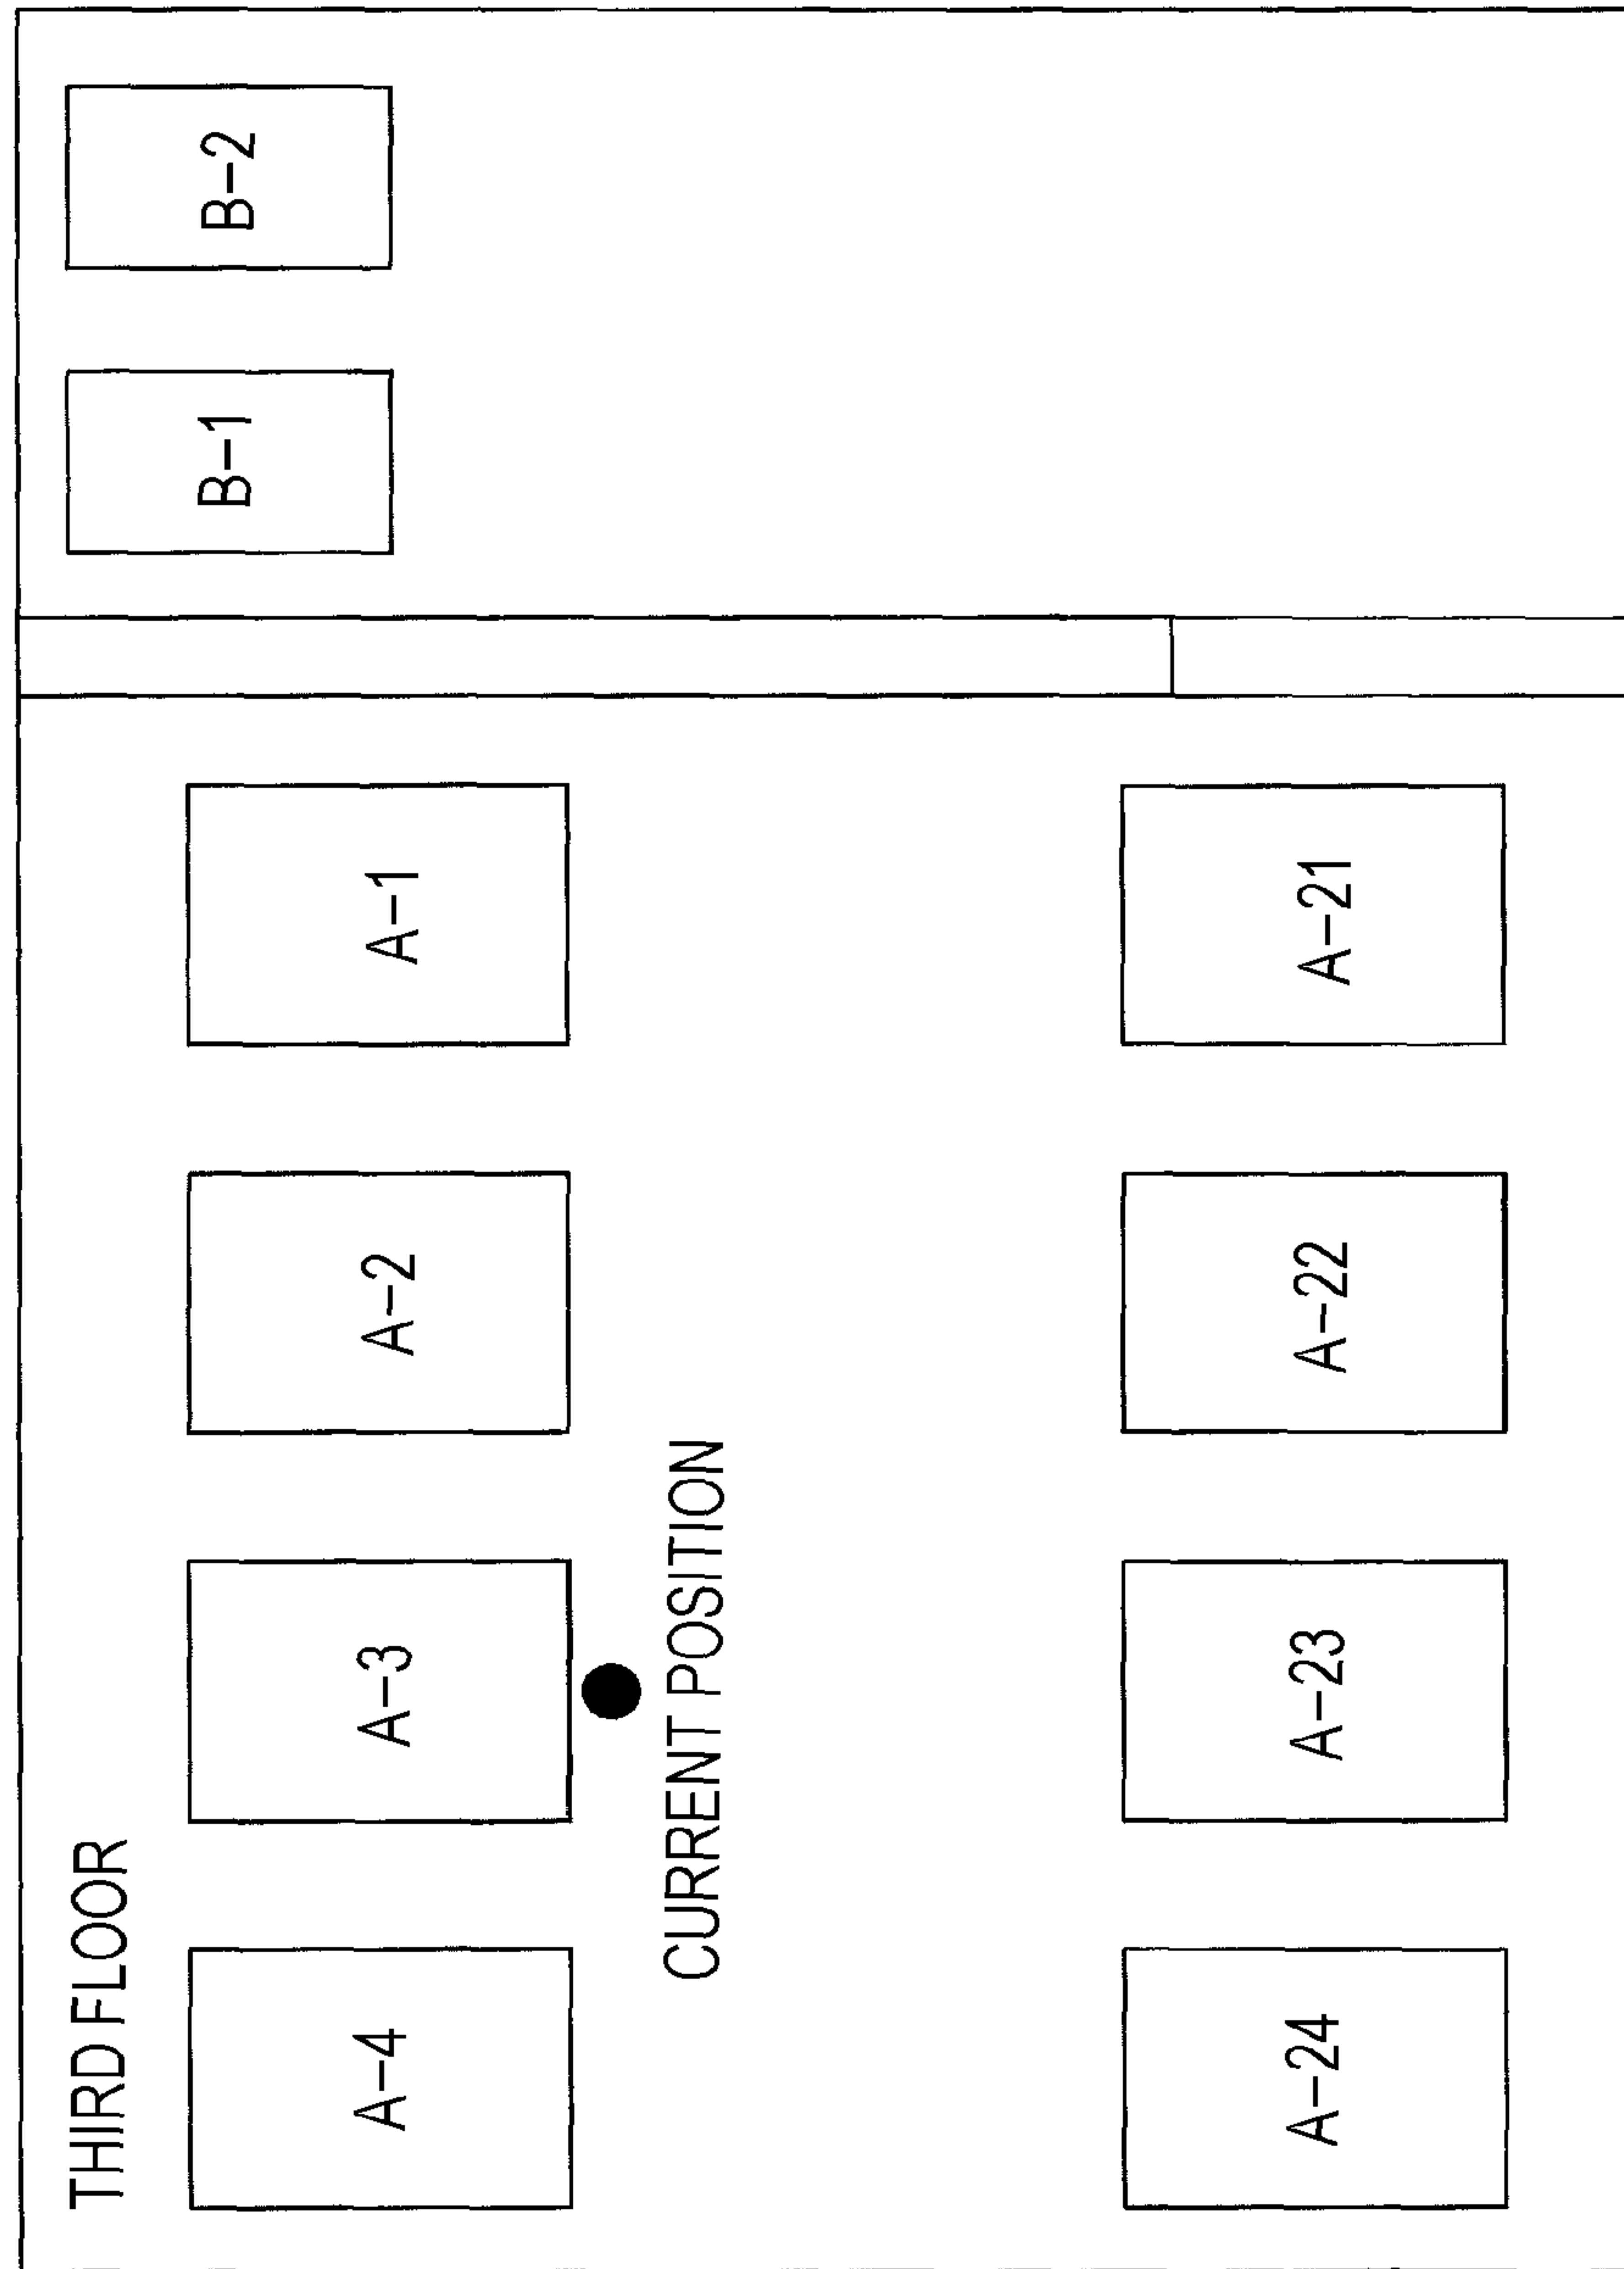 THIRD FLOOR
A-4
A-3
A-2
A-1
B-1
B-2
CURRENT POSITION
A-24
A-23
A-22
A-21